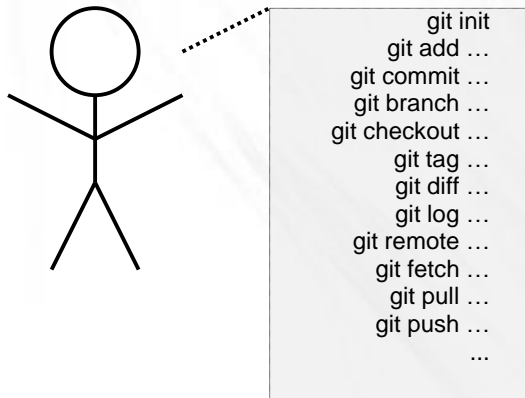 git init
git add …
git commit …
git branch …
git checkout …
git tag …
git diff …
git log …
git remote …
git fetch …
git pull …
git push …
...